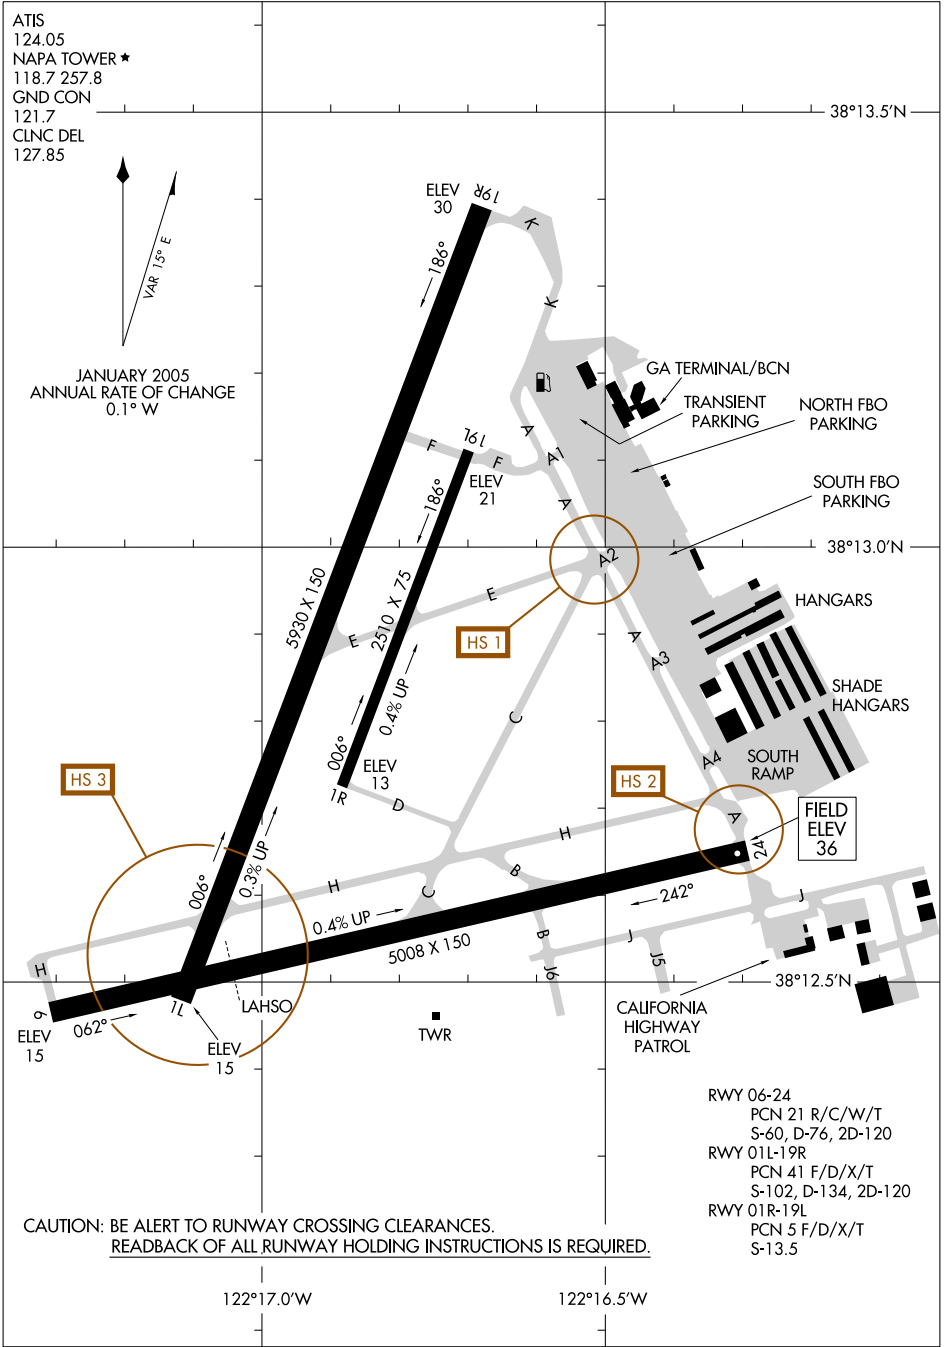 ATIS
124.05
NAPA TOWER ★
118.7 257.8
GND CON
121.7
CLNC DEL
127.85
38°13.5'N
VAR 15° E
JANUARY 2005
ANNUAL RATE OF CHANGE
0.1° W
ELEV
30
19R
186°
K
K
GA TERMINAL/BCN
TRANSIENT
PARKING
NORTH FBO
PARKING
SOUTH FBO
PARKING
A
A1
A
F
19L
F
ELEV
21
186°
38°13.0'N
A2
HS 1
E
E
5930 X 150
2510 X 75
HANGARS
A
A3
SHADE
HANGARS
C
0.4% UP
006°
ELEV
13
1R
D
A4
SOUTH
RAMP
HS 3
HS 2
A
FIELD
ELEV
36
H
24
0.3% UP
006°
H
B
C
242°
0.4% UP
5008 X 150
J
J
B
J6
J5
H
6
062°
1L
LAHSO
ELEV
15
ELEV
15
TWR
38°12.5'N
CALIFORNIA
HIGHWAY
PATROL
RWY 06-24
PCN 21 R/C/W/T
S-60, D-76, 2D-120
RWY 01L-19R
PCN 41 F/D/X/T
S-102, D-134, 2D-120
RWY 01R-19L
PCN 5 F/D/X/T
S-13.5
CAUTION: BE ALERT TO RUNWAY CROSSING CLEARANCES.
READBACK OF ALL RUNWAY HOLDING INSTRUCTIONS IS REQUIRED.
122°17.0'W
122°16.5'W